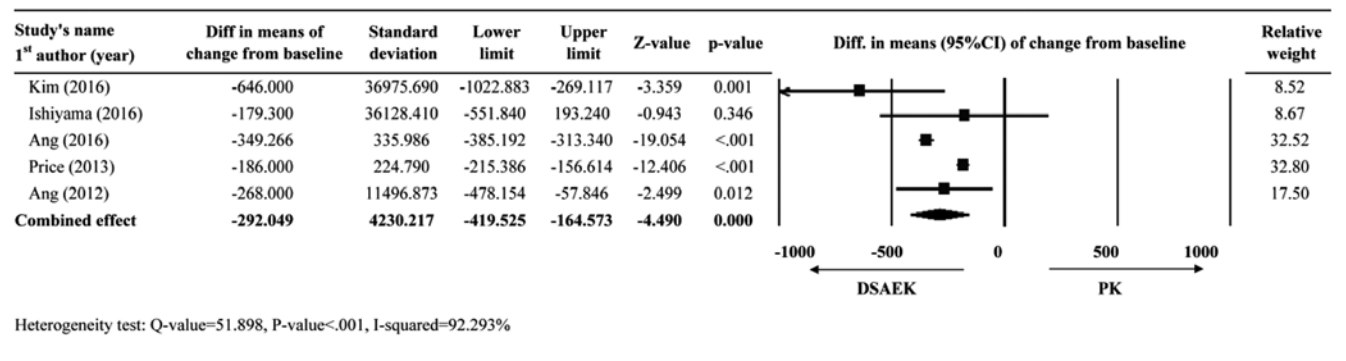 Study's name Diff in means of Standard Lower Upper Z-value p-value Diff. in means (95%CI) of change from baseline Relative
1st author (year) change from baseline deviation limit limit weight
Kim (2016) -646.000 36975.690 -1022.883 -269.117 -3.359 0.001 8.52
Ishiyama (2016) -179.300 36128.410 -551.840 193.240 -0.943 0.346 8.67
Ang (2016) -349.266 335.986 -385.192 -313.340 -19.054 <.001 32.52
Price (2013) -186.000 224.790 -215.386 -156.614 -12.406 <.001 32.80
Ang (2012) -268.000 11496.873 -478.154 -57.846 -2.499 0.012 17.50
Combined effect -292.049 4230.217 -419.525 -164.573 -4.490 0.000
-1000 -500 0 500 1000
DSAEK PK
Heterogeneity test: Q-value=51.898, P-value<.001, I-squared=92.293%